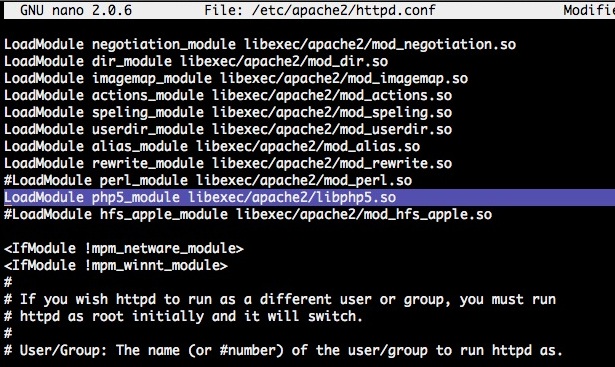 GNU nano 2.0.6 File: /etc/apache2/httpd.conf Modifie
LoadModule negotiation_module libexec/apache2/mod_negotiation.so
LoadModule dir_module libexec/apache2/mod_dir.so
LoadModule imagemap_module libexec/apache2/mod_imagemap.so
LoadModule actions_module libexec/apache2/mod_actions.so
LoadModule speling_module libexec/apache2/mod_speling.so
LoadModule userdir_module libexec/apache2/mod_userdir.so
LoadModule alias_module libexec/apache2/mod_alias.so
LoadModule rewrite_module libexec/apache2/mod_rewrite.so
#LoadModule perl_module libexec/apache2/mod_perl.so
LoadModule php5_module libexec/apache2/libphp5.so
#LoadModule hfs_apple_module libexec/apache2/mod_hfs_apple.so
<IfModule !mpm_netware_module>
<IfModule !mpm_winnt_module>
#
# If you wish httpd to run as a different user or group, you must run
# httpd as root initially and it will switch.
#
# User/Group: The name (or #number) of the user/group to run httpd as.